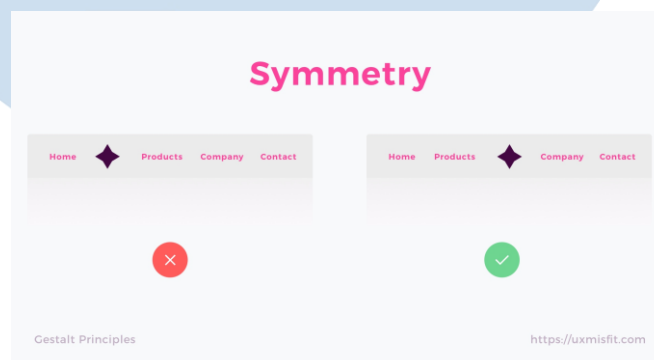 Symmetry
Home Products Company Contact
Home Products Company Contact
Gestalt Principles
https://uxmisfit.com